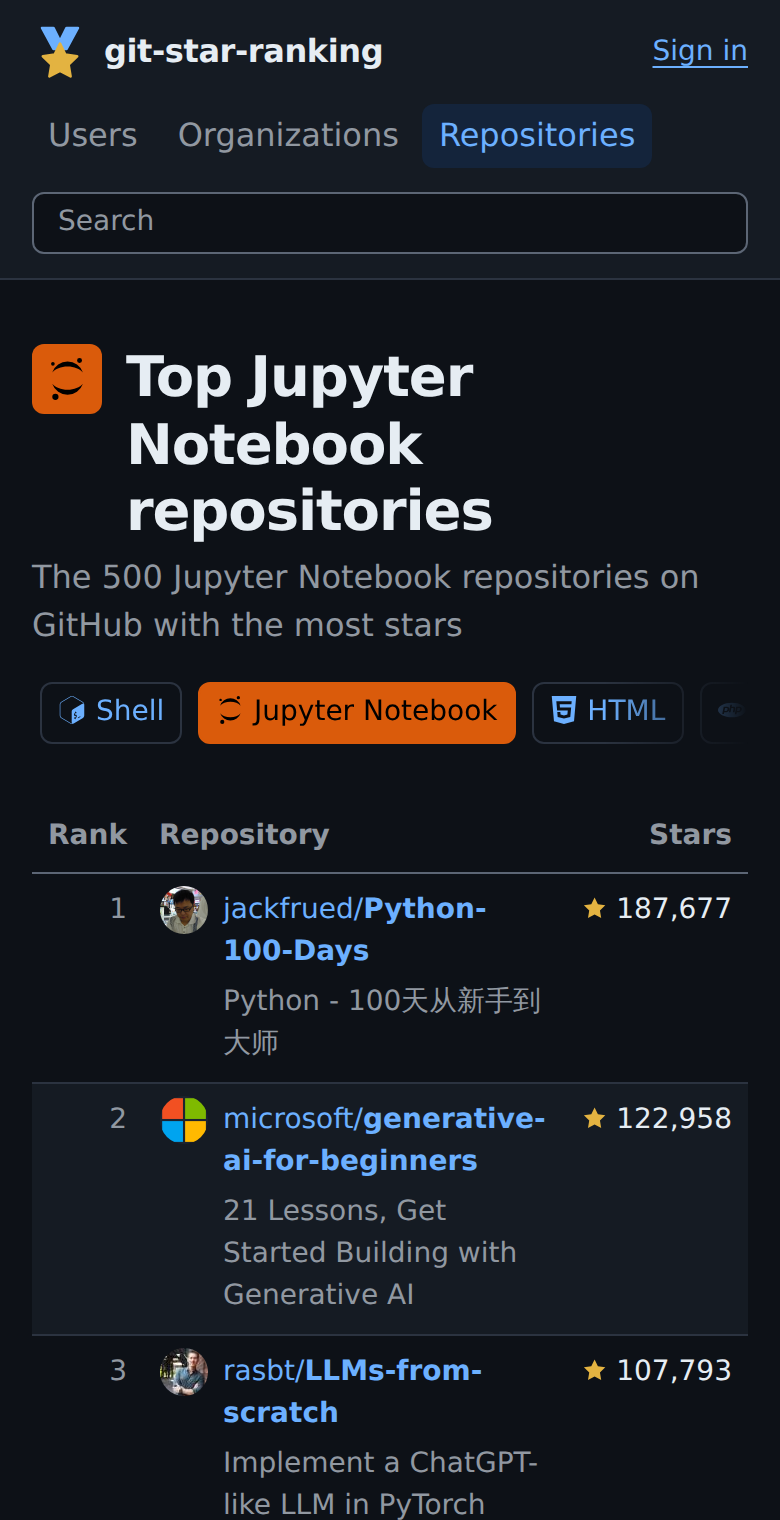 git-star-ranking
Sign in
Users Organizations Repositories
Search
Top Jupyter
Notebook
repositories
The 500 Jupyter Notebook repositories on
GitHub with the most stars
Shell Jupyter Notebook HTML php
Rank Repository Stars
1 jackfrued/Python- 187,677
100-Days
Python - 100天从新手到
大师
2 microsoft/generative- 122,958
ai-for-beginners
21 Lessons, Get
Started Building with
Generative AI
3 rasbt/LLMs-from- 107,793
scratch
Implement a ChatGPT-
like LLM in PyTorch